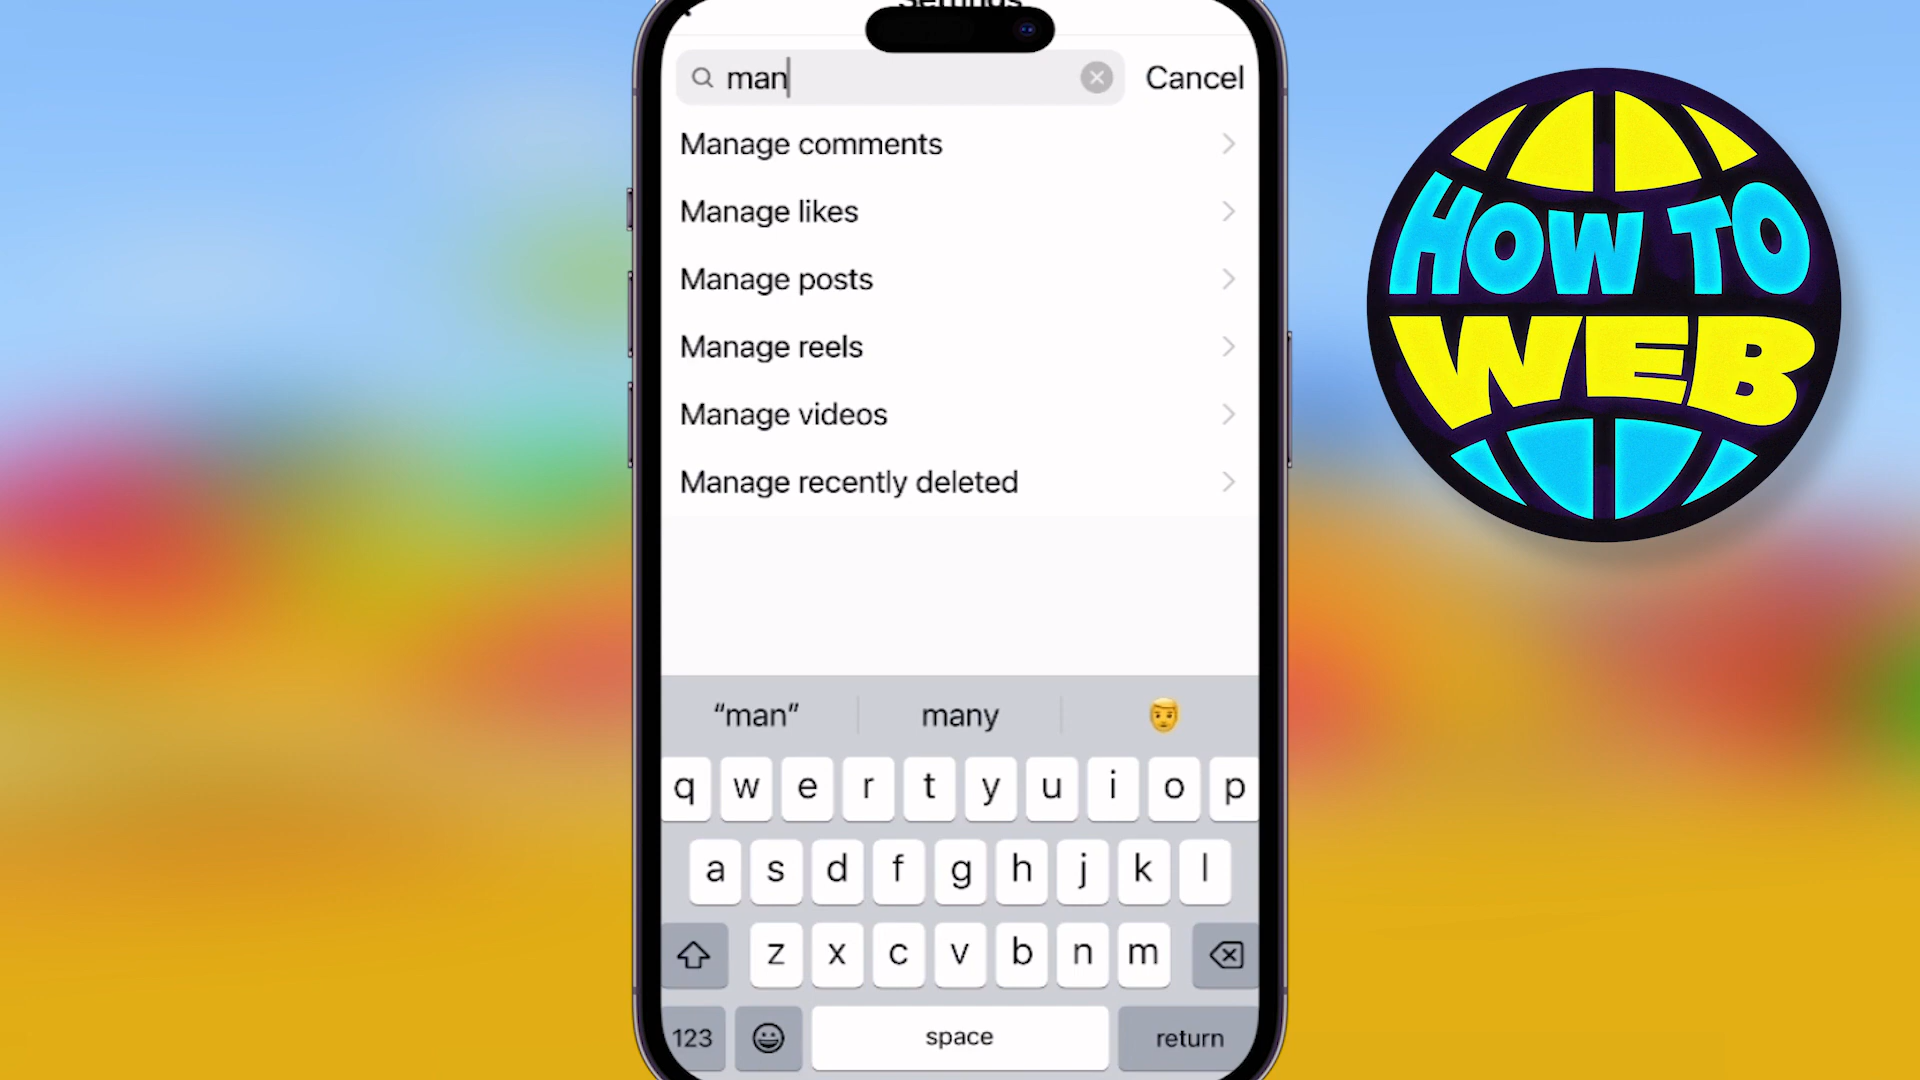 Settings
man
Cancel
Manage comments
Manage likes
Manage posts
Manage reels
Manage videos
Manage recently deleted
“man”
many
q w e r t y u i o p
a s d f g h j k l
z x c v b n m
123
space
return
HOW TO
WEB